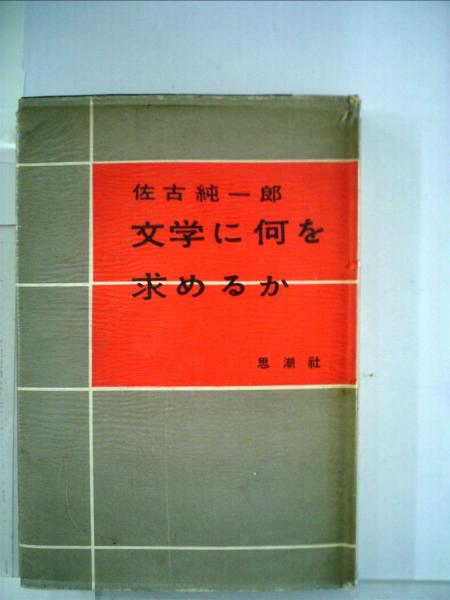 佐古純一郎
文学に何を
求めるか
思潮社